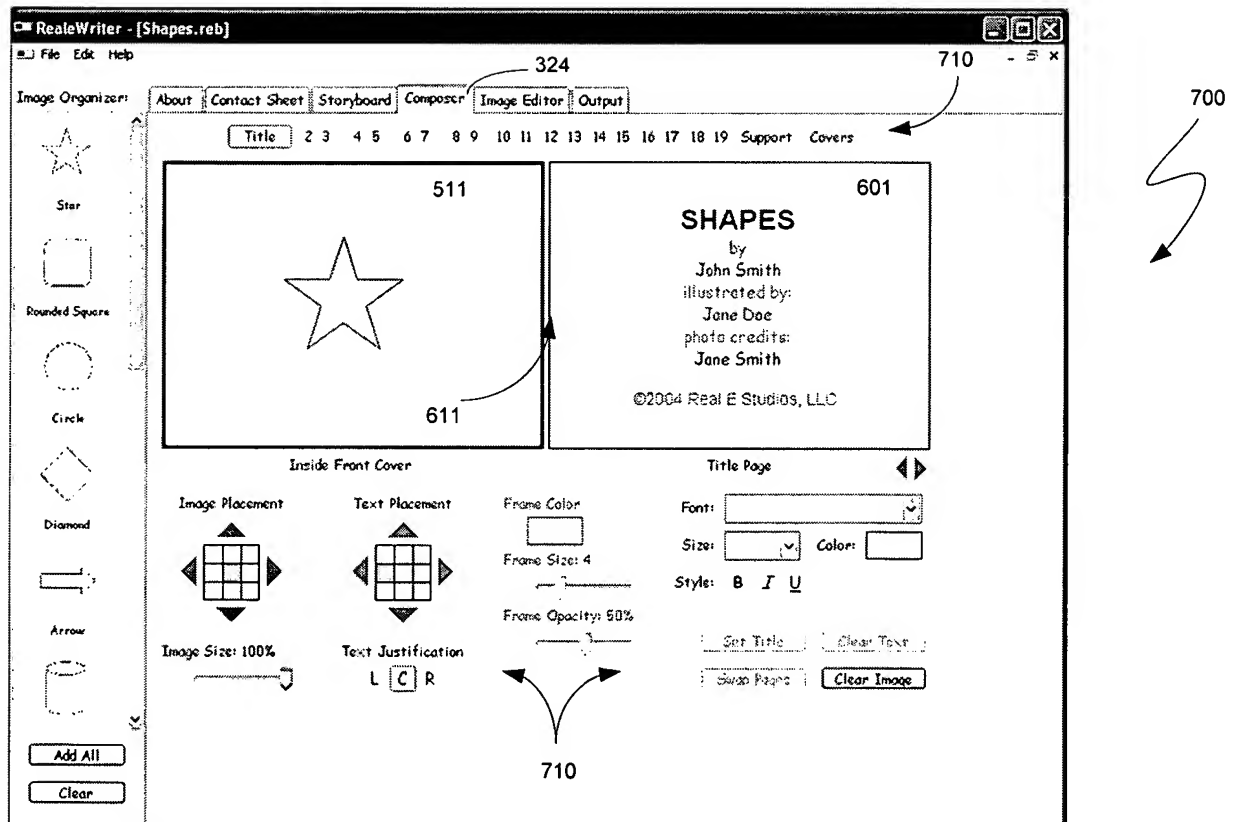 RealeWriter - [Shapes.reb]
File Edit Help
324
710
700
Image Organizer:
About Contact Sheet Storyboard Composer Image Editor Output
Title 2 3 4 5 6 7 8 9 10 11 12 13 14 15 16 17 18 19 Support Covers
Star
Rounded Square
Circle
Diamond
Arrow
Add All
Clear
511
611
601
SHAPES
by
John Smith
illustrated by:
Jane Doe
photo credits:
Jane Smith
©2004 Real E Studios, LLC
Inside Front Cover
Title Page
Image Placement
Image Size: 100%
Text Placement
Text Justification
L C R
Frame Color
Frame Size: 4
Frame Opacity: 50%
Font:
Size: Color:
Style: B I U
Set Title Clear Text
Swap Pages Clear Image
710